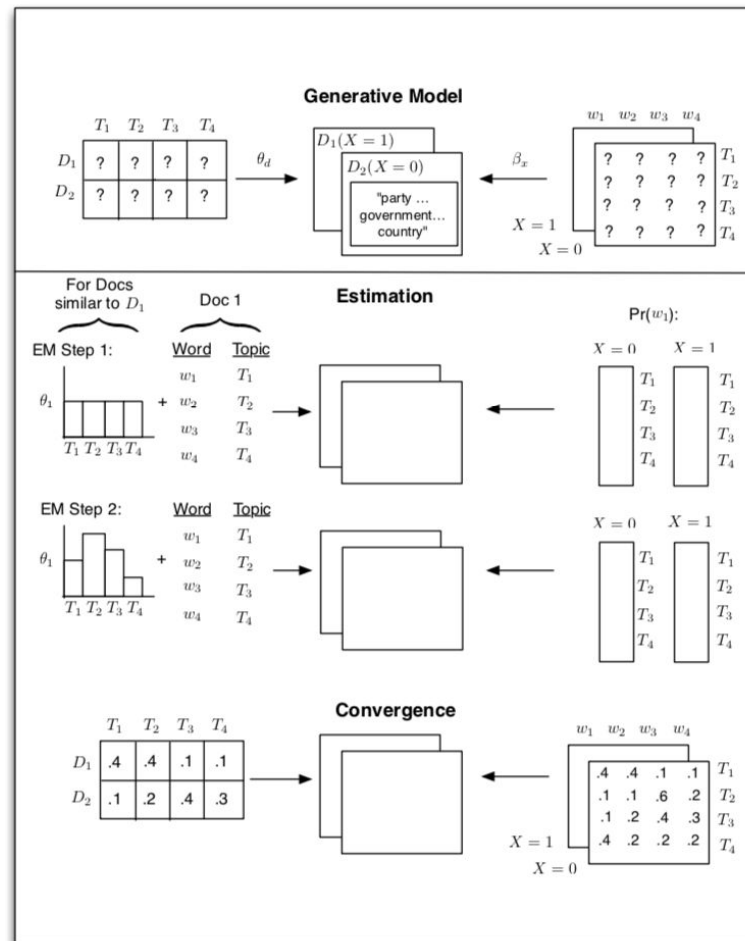 Generative Model
T₁ T₂ T₃ T₄
w₁ w₂ w₃ w₄
D₁ ? ? ? ?
D₂ ? ? ? ?
θ_d
D₁(X = 1)
D₂(X = 0)
"party ...
government...
country"
β_x
? ? ? ? T₁
? ? ? ? T₂
? ? ? ? T₃
? ? ? ? T₄
X = 1
X = 0
For Docs
similar to D₁
Doc 1
Estimation
Pr(w₁):
EM Step 1:
Word Topic
X = 0 X = 1
θ₁
T₁ T₂ T₃ T₄
+
w₁ T₁
w₂ T₂
w₃ T₃
w₄ T₄
T₁ T₁
T₂ T₂
T₃ T₃
T₄ T₄
EM Step 2:
Word Topic
X = 0 X = 1
θ₁
T₁ T₂ T₃ T₄
+
w₁ T₁
w₂ T₂
w₃ T₃
w₄ T₄
T₁ T₁
T₂ T₂
T₃ T₃
T₄ T₄
Convergence
T₁ T₂ T₃ T₄
D₁ .4 .4 .1 .1
D₂ .1 .2 .4 .3
w₁ w₂ w₃ w₄
.4 .4 .1 .1 T₁
.1 .1 .6 .2 T₂
.1 .2 .4 .3 T₃
.4 .2 .2 .2 T₄
X = 1
X = 0